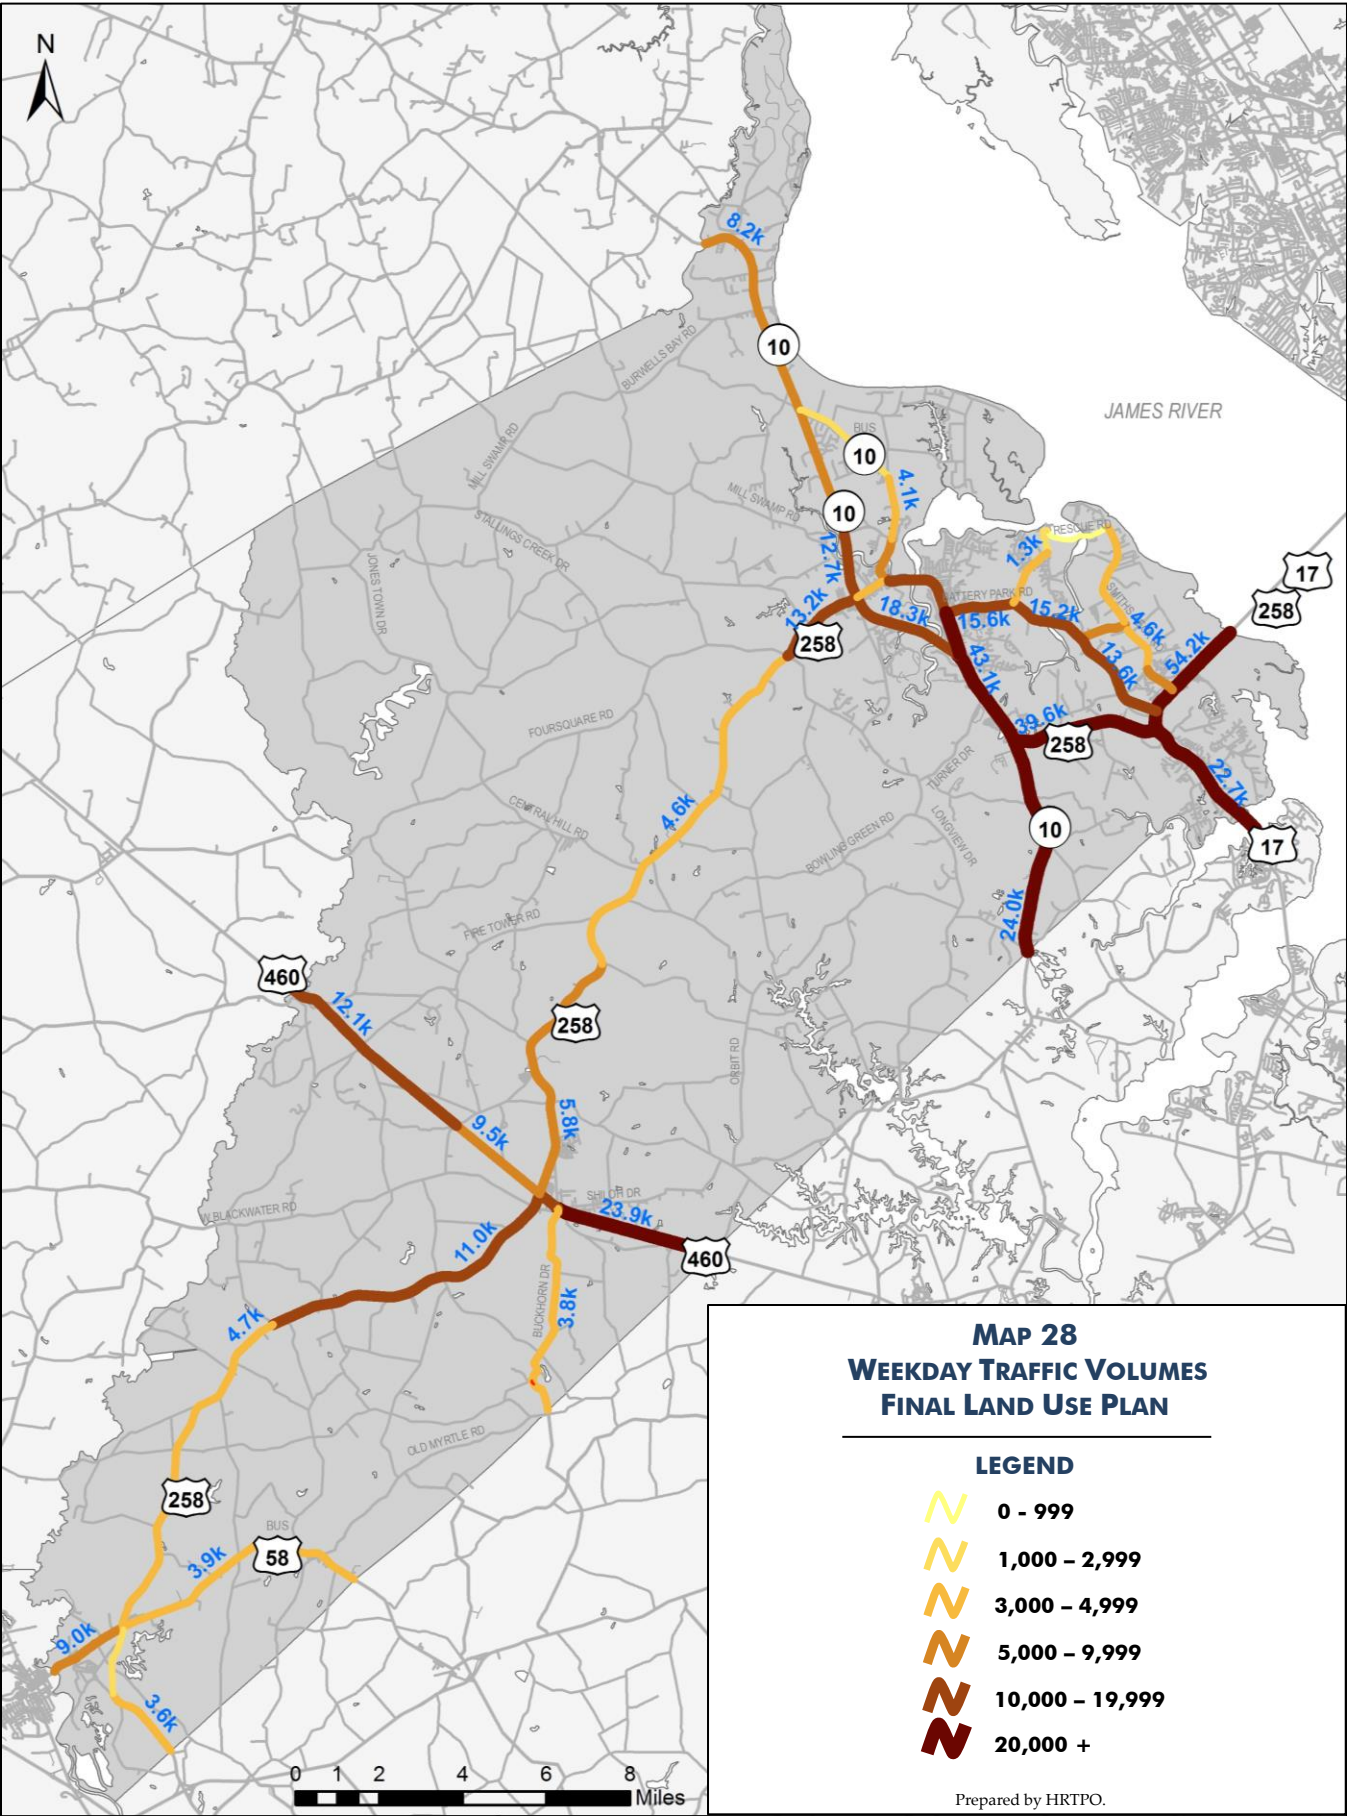 N
8.2k
10
BURWELLS BAY RD
JAMES RIVER
BUS
10
MILL SWAMP RD
4.1k
MILL SWAMP RD
10
STALLINGS CREEK DR
RESCUE RD
12.7k
1.3k
JONES TOWN DR
17
258
13.2k
18.3k
BATTERY PARK RD
15.6k
15.2k
SMITHS
4.6k
258
43.1k
13.6k
54.2k
FOURSQUARE RD
39.6k
258
TURNER DR
22.7k
4.6k
CENTRAL HILL RD
BOWLING GREEN RD
LONGVIEW DR
10
17
FIRE TOWER RD
24.0k
460
12.1k
258
ORBIT RD
9.5k
5.8k
SHILOH DR
W BLACKWATER RD
23.9k
11.0k
460
BUCKHORN DR
3.8k
4.7k
OLD MYRTLE RD
258
BUS
58
3.9k
9.0k
3.6k
0 1 2 4 6 8
Miles
MAP 28
WEEKDAY TRAFFIC VOLUMES
FINAL LAND USE PLAN
LEGEND
0 - 999
1,000 – 2,999
3,000 – 4,999
5,000 – 9,999
10,000 – 19,999
20,000 +
Prepared by HRTPO.